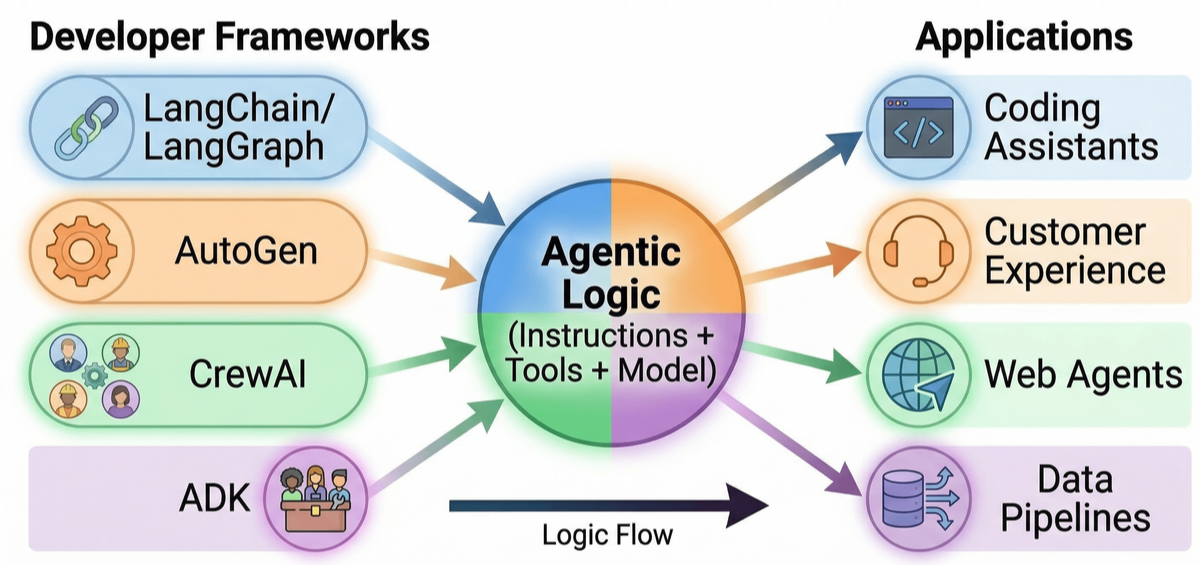 Developer Frameworks
Applications
LangChain/
LangGraph
AutoGen
CrewAI
ADK
Agentic
Logic
(Instructions +
Tools + Model)
Logic Flow
</>
Coding
Assistants
Customer
Experience
Web Agents
Data
Pipelines